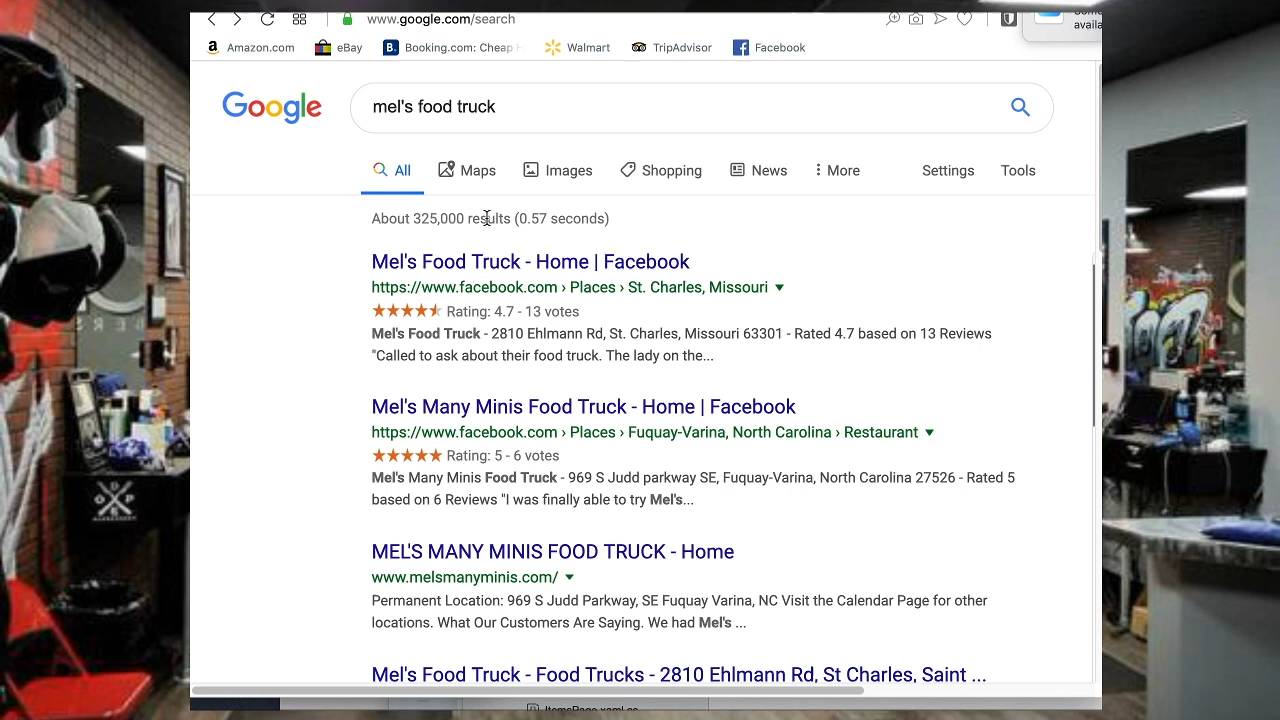 www.google.com/search
Amazon.com eBay Booking.com: Cheap Walmart TripAdvisor Facebook
Google mel's food truck
All Maps Images Shopping News More Settings Tools
About 325,000 results (0.57 seconds)
Mel's Food Truck - Home | Facebook
https://www.facebook.com › Places › St. Charles, Missouri
Rating: 4.7 - 13 votes
Mel's Food Truck - 2810 Ehlmann Rd, St. Charles, Missouri 63301 - Rated 4.7 based on 13 Reviews
"Called to ask about their food truck. The lady on the...
Mel's Many Minis Food Truck - Home | Facebook
https://www.facebook.com › Places › Fuquay-Varina, North Carolina › Restaurant
Rating: 5 - 6 votes
Mel's Many Minis Food Truck - 969 S Judd parkway SE, Fuquay-Varina, North Carolina 27526 - Rated 5
based on 6 Reviews "I was finally able to try Mel's...
MEL'S MANY MINIS FOOD TRUCK - Home
www.melsmanyminis.com/
Permanent Location: 969 S Judd Parkway, SE Fuquay Varina, NC Visit the Calendar Page for other
locations. What Our Customers Are Saying. We had Mel's ...
Mel's Food Truck - Food Trucks - 2810 Ehlmann Rd, St Charles, Saint ...